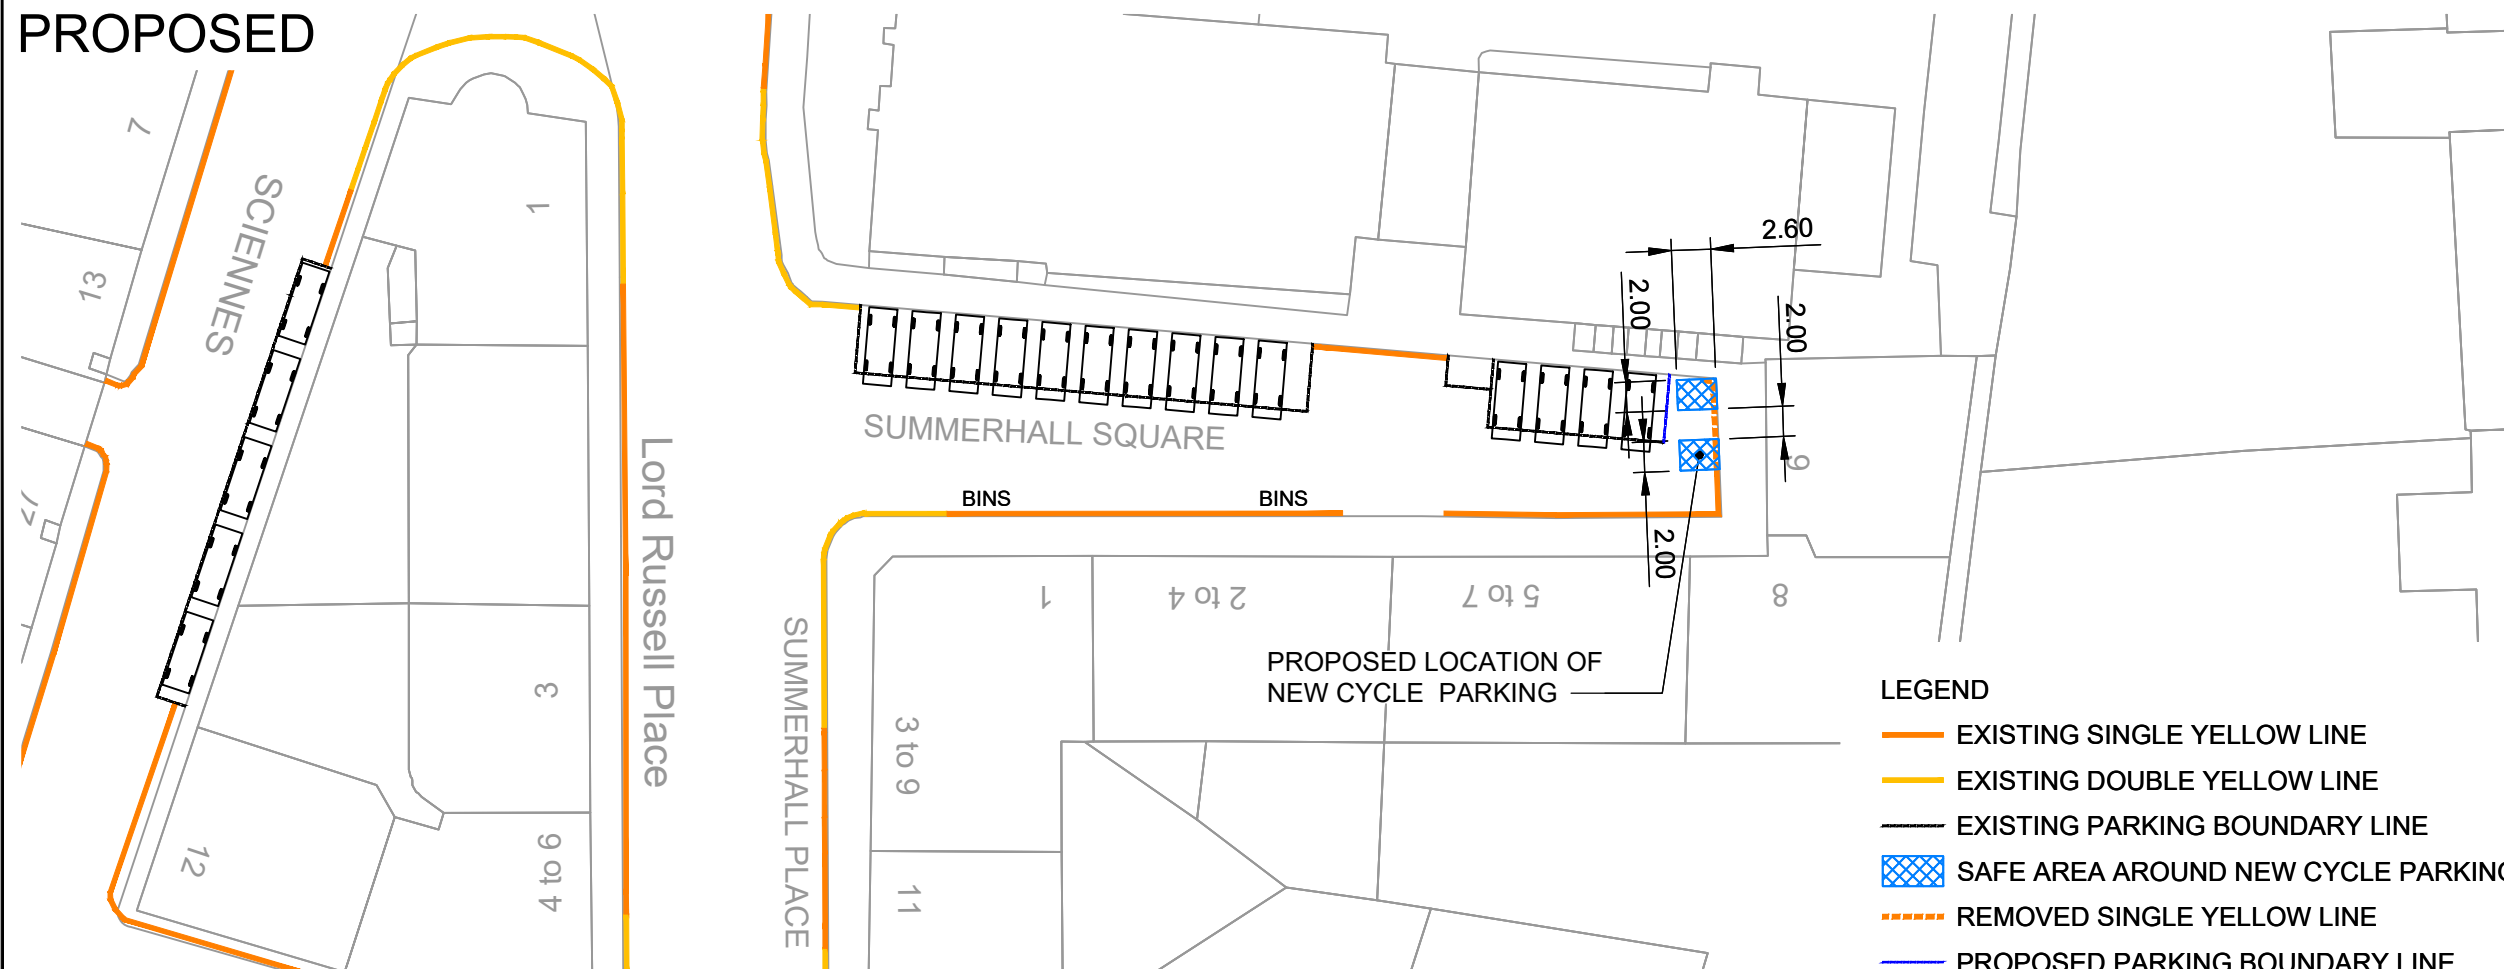 PROPOSED
7
13
SCIENNES
1
3
4 to 6
12
Lord Russell Place
SUMMERHALL SQUARE
BINS
BINS
SUMMERHALL PLACE
2.60
2.00
2.00
2.00
9
1
2 to 4
5 to 7
8
3 to 9
11
PROPOSED LOCATION OF
NEW CYCLE PARKING
LEGEND
EXISTING SINGLE YELLOW LINE
EXISTING DOUBLE YELLOW LINE
EXISTING PARKING BOUNDARY LINE
SAFE AREA AROUND NEW CYCLE PARKING
REMOVED SINGLE YELLOW LINE
PROPOSED PARKING BOUNDARY LINE